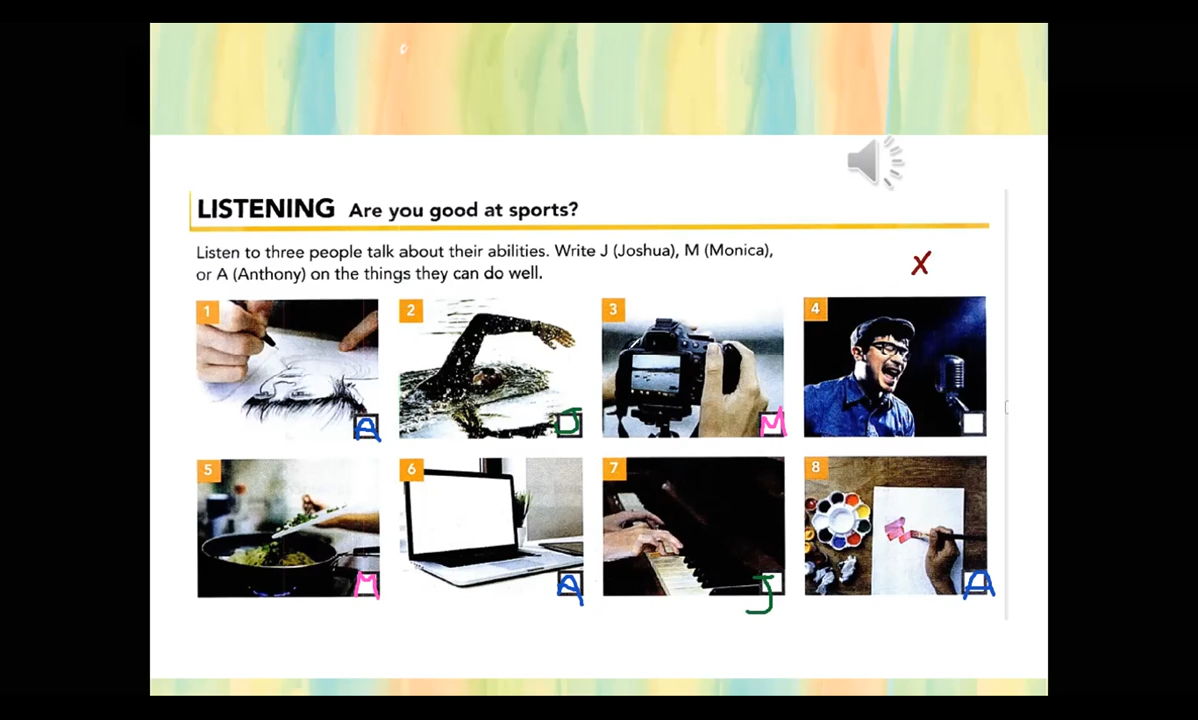 LISTENING Are you good at sports?
Listen to three people talk about their abilities. Write J (Joshua), M (Monica),
or A (Anthony) on the things they can do well.
X
1
2
3
4
A
J
M
5
6
7
8
M
A
J
A